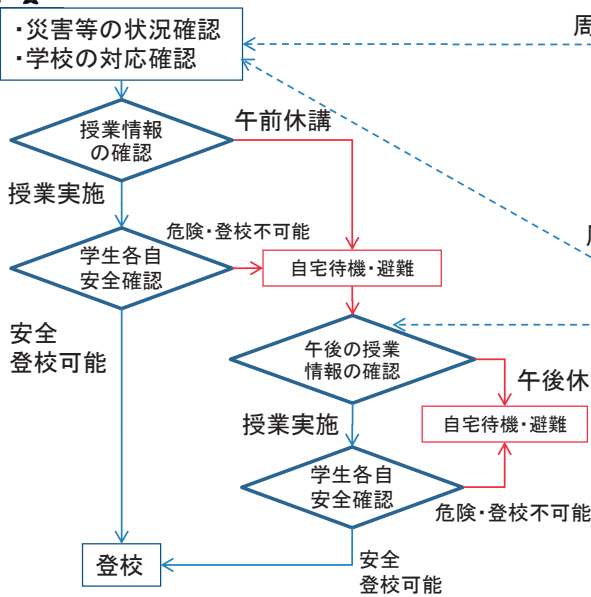 ・災害等の状況確認
・学校の対応確認
周
授業情報
の確認
午前休講
授業実施
学生各自
安全確認
危険・登校不可能
自宅待機・避難
安全
登校可能
午後の授業
情報の確認
午後休
授業実施
自宅待機・避難
学生各自
安全確認
危険・登校不可能
登校
安全
登校可能